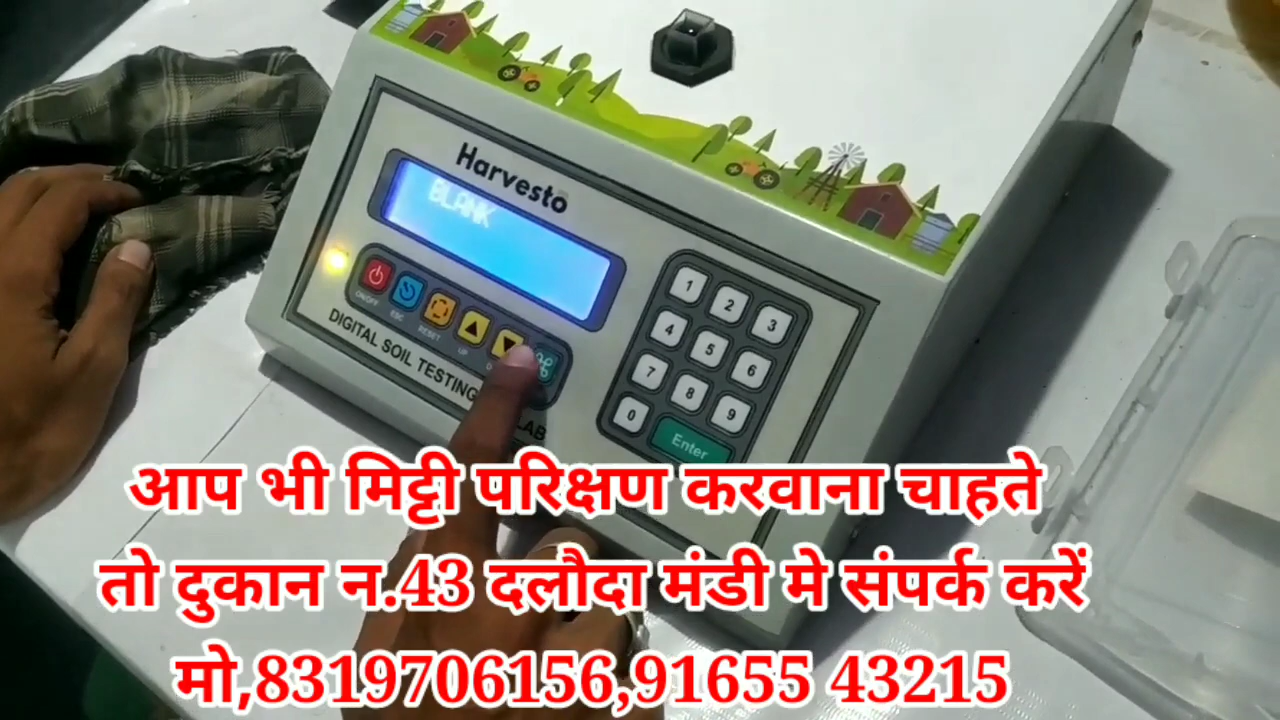 Harvesto
BLANK
ON/OFF
ESC
RESET
UP
DIGITAL SOIL TESTING
LAB
1
2
3
4
5
6
7
8
9
0
Enter
आप भी मिट्टी परिक्षण करवाना चाहते
तो दुकान न.43 दलौदा मंडी मे संपर्क करें
मो,8319706156,91655 43215